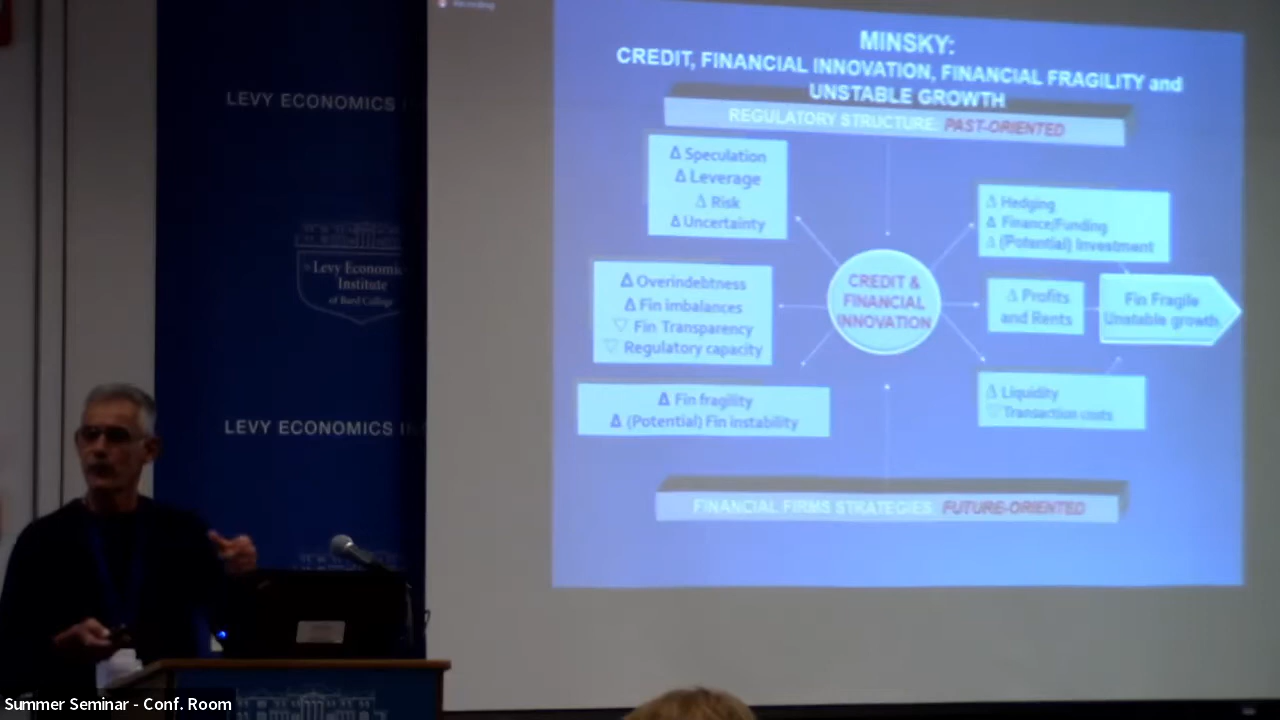 Recording
LEVY ECONOMICS
Levy Economic
Institute
of Bard College
LEVY ECONOMICS IN
MINSKY:
CREDIT, FINANCIAL INNOVATION, FINANCIAL FRAGILITY and
UNSTABLE GROWTH
REGULATORY STRUCTURE: PAST-ORIENTED
Δ Speculation
Δ Leverage
Δ Risk
Δ Uncertainty
Δ Overindebtness
Δ Fin imbalances
▽ Fin Transparency
▽ Regulatory capacity
Δ Fin fragility
Δ (Potential) Fin instability
CREDIT &
FINANCIAL
INNOVATION
Δ Hedging
Δ Finance/Funding
Δ (Potential) Investment
Δ Profits
and Rents
Δ Liquidity
▽ Transaction costs
Fin Fragile
Unstable growth
FINANCIAL FIRMS STRATEGIES: FUTURE-ORIENTED
Summer Seminar - Conf. Room